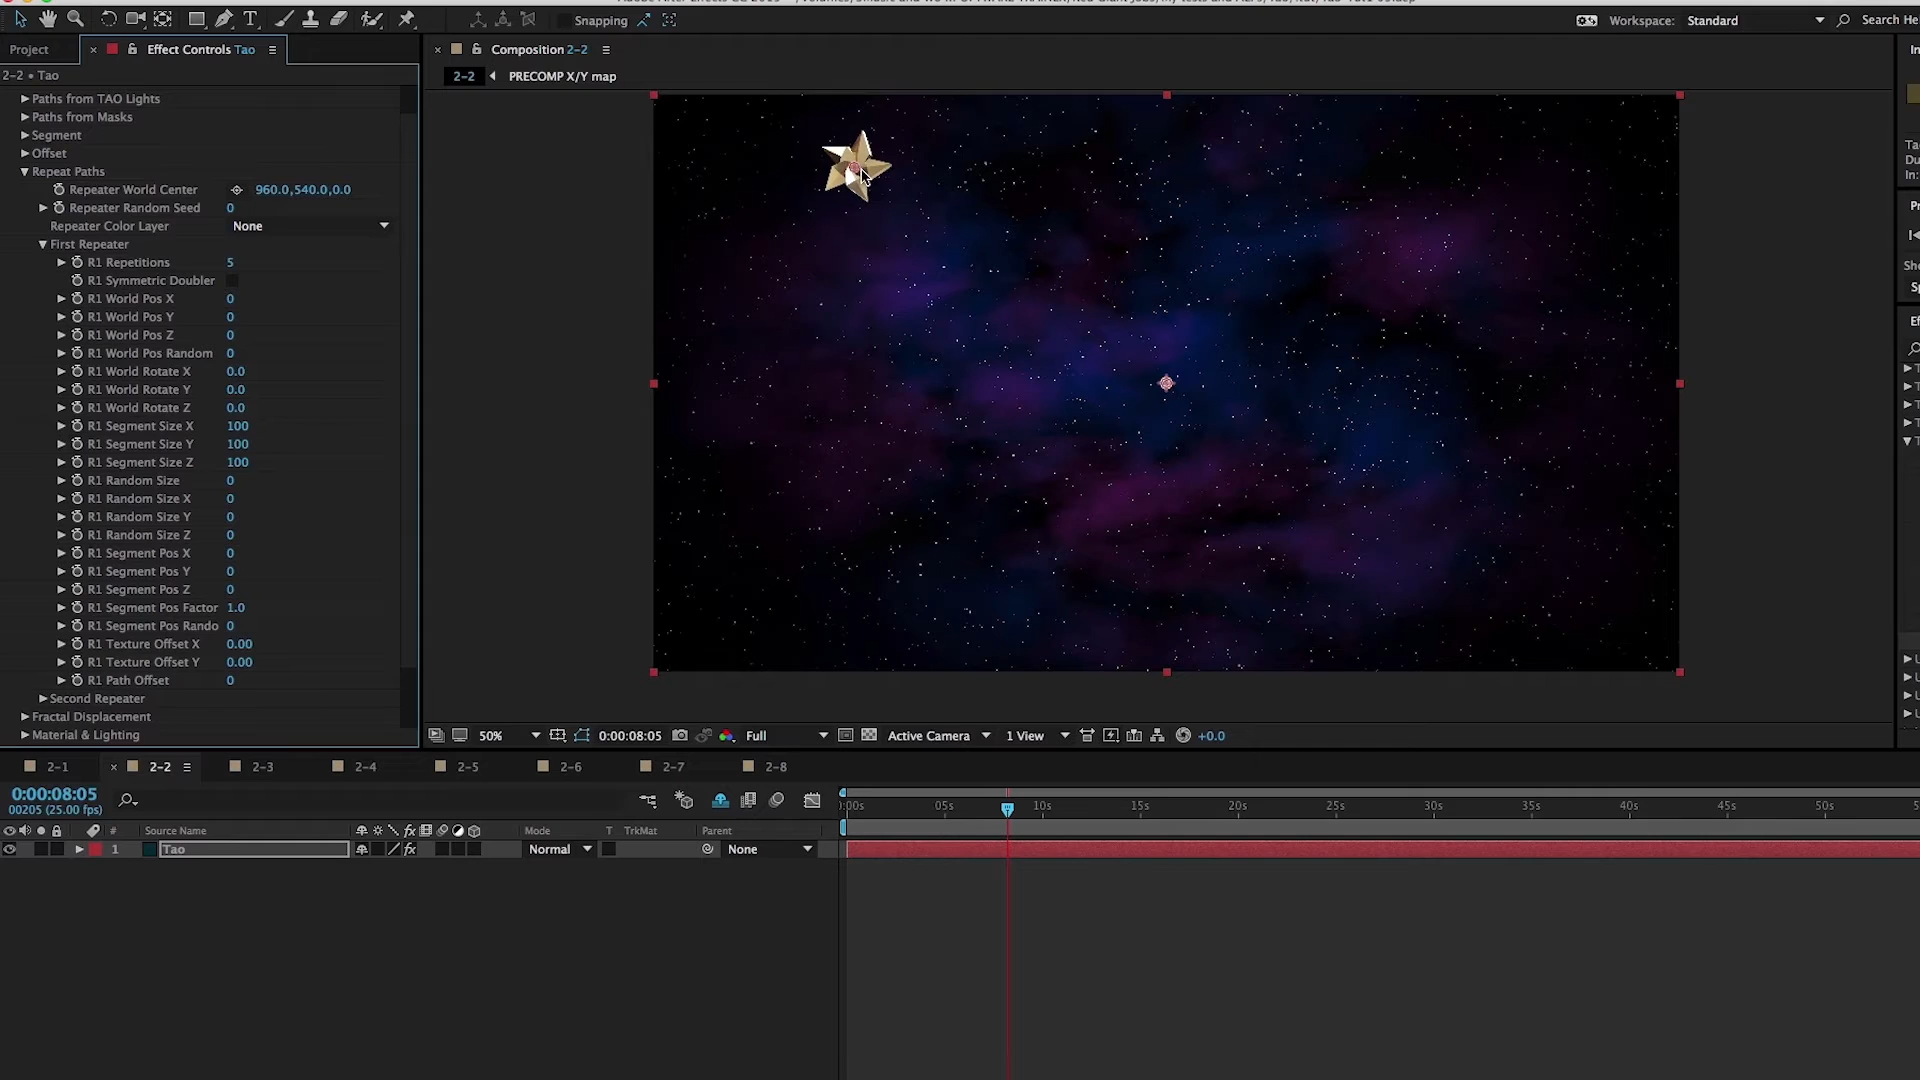 Snapping
Workspace: Standard
Search He
Project
Effect Controls Tao
Composition 2-2
2-2 • Tao
2-2
PRECOMP X/Y map
Paths from TAO Lights
Paths from Masks
Segment
Offset
Repeat Paths
Repeater World Center 960.0,540.0,0.0
Repeater Random Seed 0
Repeater Color Layer None
First Repeater
R1 Repetitions 5
R1 Symmetric Doubler
R1 World Pos X 0
R1 World Pos Y 0
R1 World Pos Z 0
R1 World Pos Random 0
R1 World Rotate X 0.0
R1 World Rotate Y 0.0
R1 World Rotate Z 0.0
R1 Segment Size X 100
R1 Segment Size Y 100
R1 Segment Size Z 100
R1 Random Size 0
R1 Random Size X 0
R1 Random Size Y 0
R1 Random Size Z 0
R1 Segment Pos X 0
R1 Segment Pos Y 0
R1 Segment Pos Z 0
R1 Segment Pos Factor 1.0
R1 Segment Pos Rando 0
R1 Texture Offset X 0.00
R1 Texture Offset Y 0.00
R1 Path Offset 0
Second Repeater
Fractal Displacement
Material & Lighting
50% 0:00:08:05 Full Active Camera 1 View +0.0
2-1 2-2 2-3 2-4 2-5 2-6 2-7 2-8
0:00:08:05
00205 (25.00 fps)
:00s 05s 10s 15s 20s 25s 30s 35s 40s 45s 50s
# Source Name Mode T TrkMat Parent
1 Tao Normal None